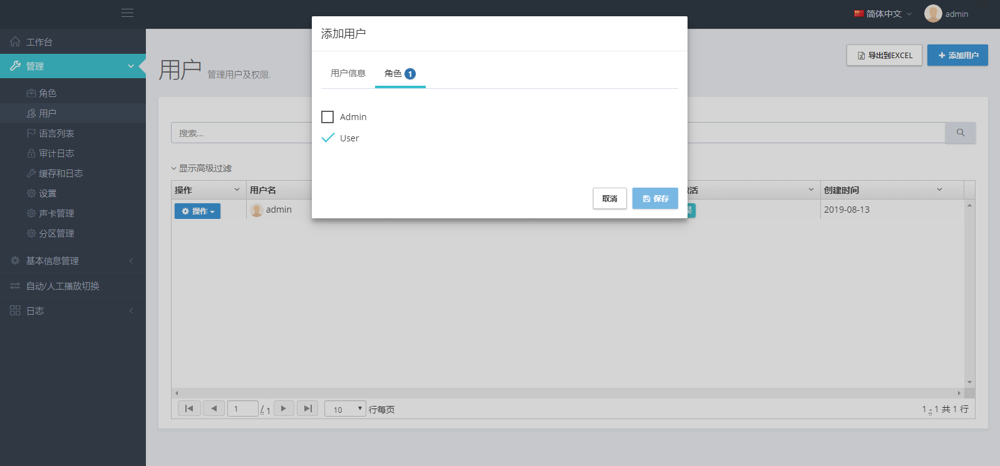 简体中文
admin
工作台
管理
角色
用户
语言列表
审计日志
缓存和日志
设置
声卡管理
分区管理
基本信息管理
自动/人工播放切换
日志
用户 管理用户及权限.
导出到EXCEL
添加用户
搜索...
显示高级过滤
操作
用户名
活
创建时间
操作
admin
是
2019-08-13
1 / 1
10
行每页
1 - 1 共 1 行
添加用户
用户信息
角色 1
Admin
User
取消
保存